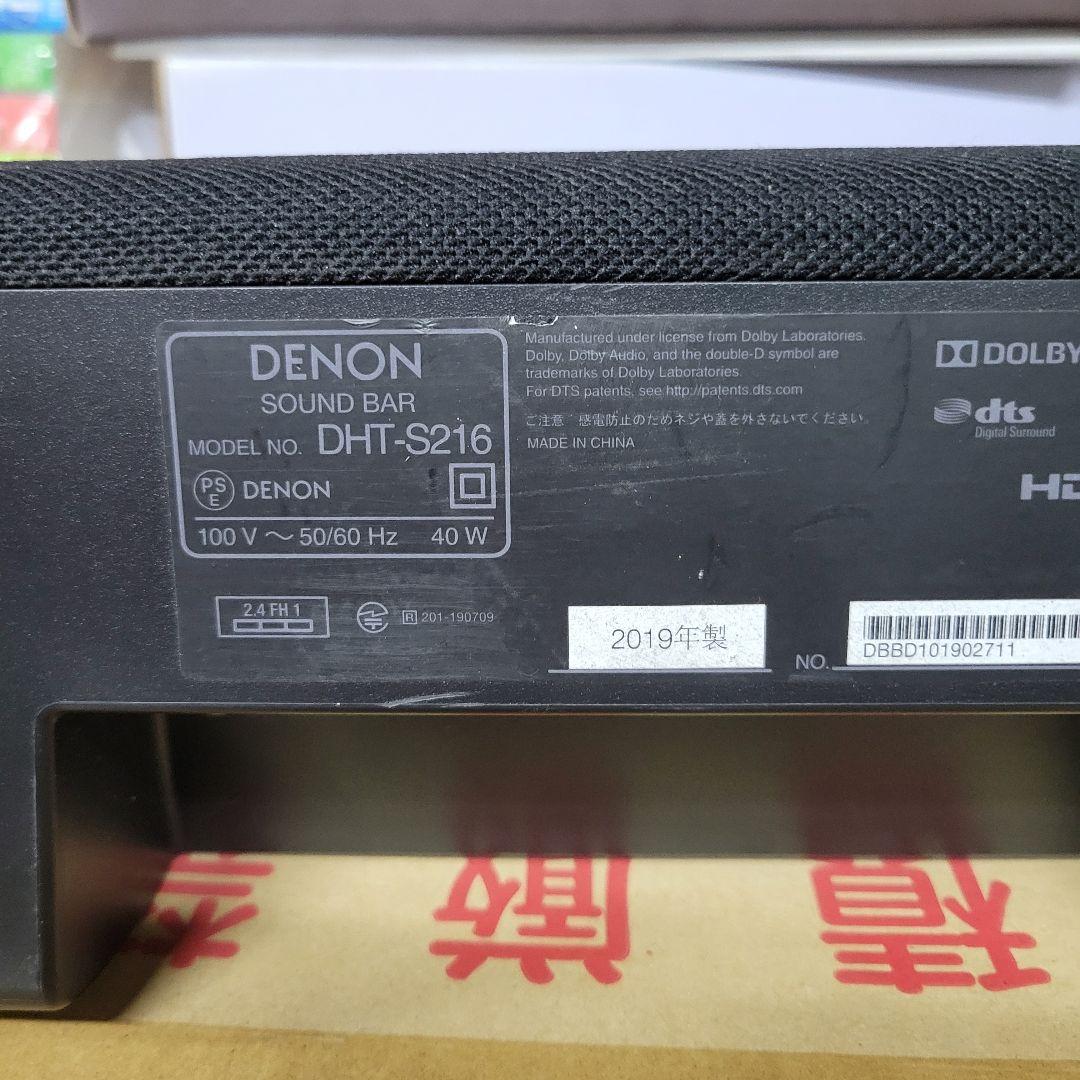 DENON
SOUND BAR
MODEL NO. DHT-S216
PS
E
DENON
100 V ～ 50/60 Hz 40 W
2.4 FH 1
R 201-190709
Manufactured under license from Dolby Laboratories.
Dolby, Dolby Audio, and the double-D symbol are
trademarks of Dolby Laboratories.
For DTS patents, see http://patents.dts.com
ご注意 感電防止のためネジや蓋を外さないでください
MADE IN CHINA
DOLBY
dts
Digital Surround
2019年製
NO.
DBBD101902711
厳